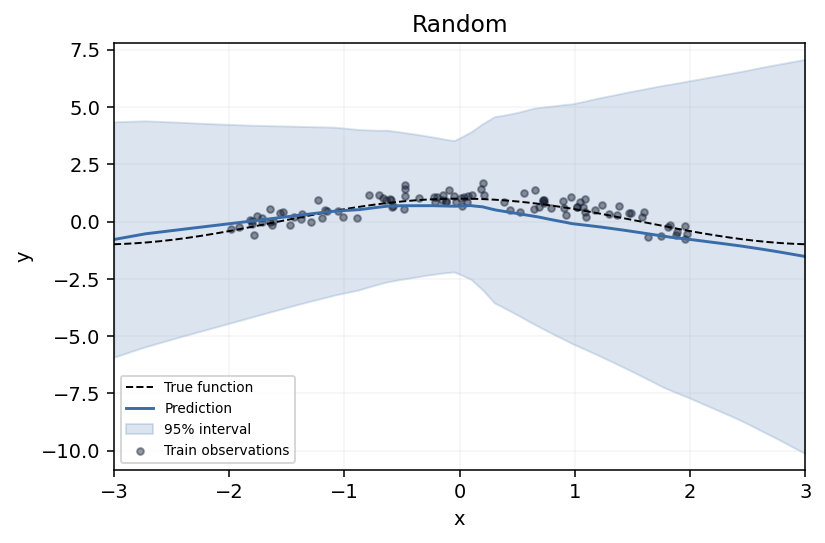 Random
7.5
5.0
2.5
0.0
−2.5
−5.0
−7.5
−10.0
y
True function
Prediction
95% interval
Train observations
−3
−2
−1
0
1
2
3
x